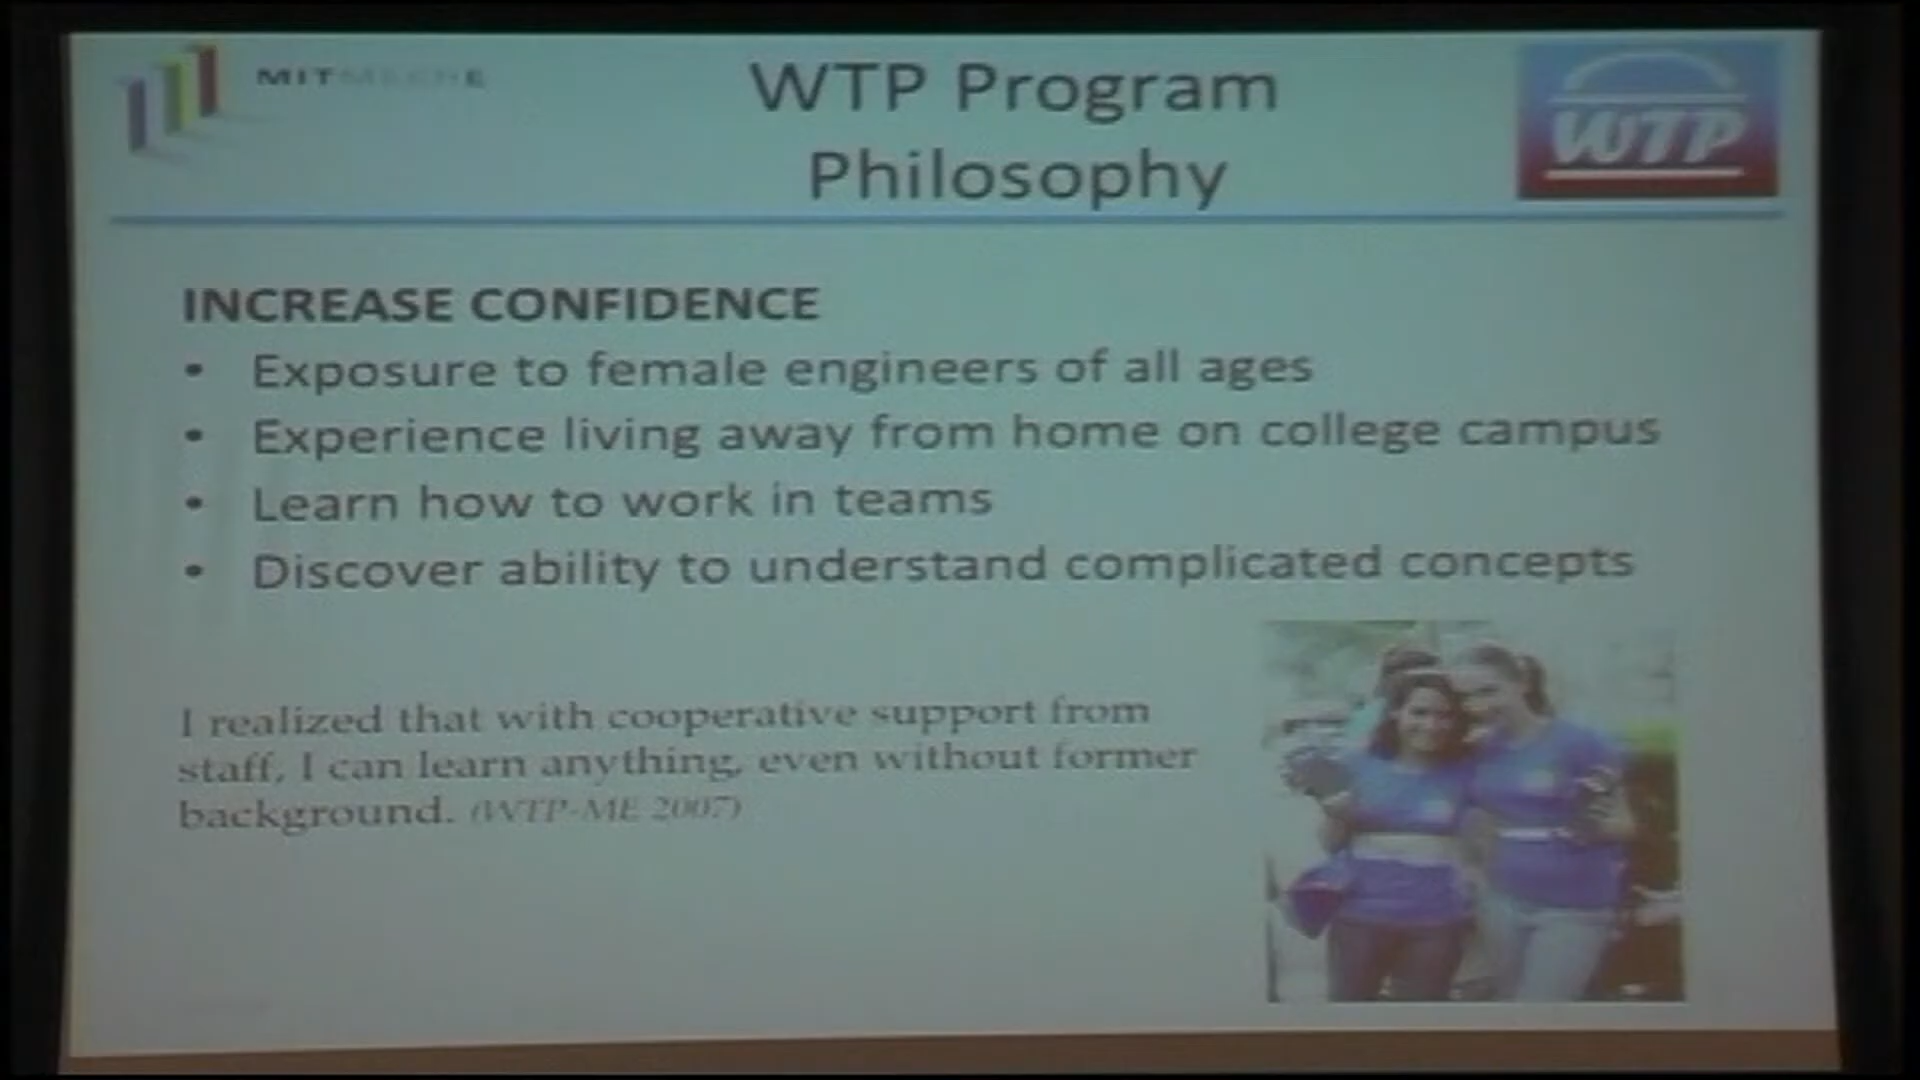 MITMECHE
WTP Program
Philosophy
WTP
INCREASE CONFIDENCE
• Exposure to female engineers of all ages
• Experience living away from home on college campus
• Learn how to work in teams
• Discover ability to understand complicated concepts
I realized that with cooperative support from
staff, I can learn anything, even without former
background. (WTP-ME 2007)